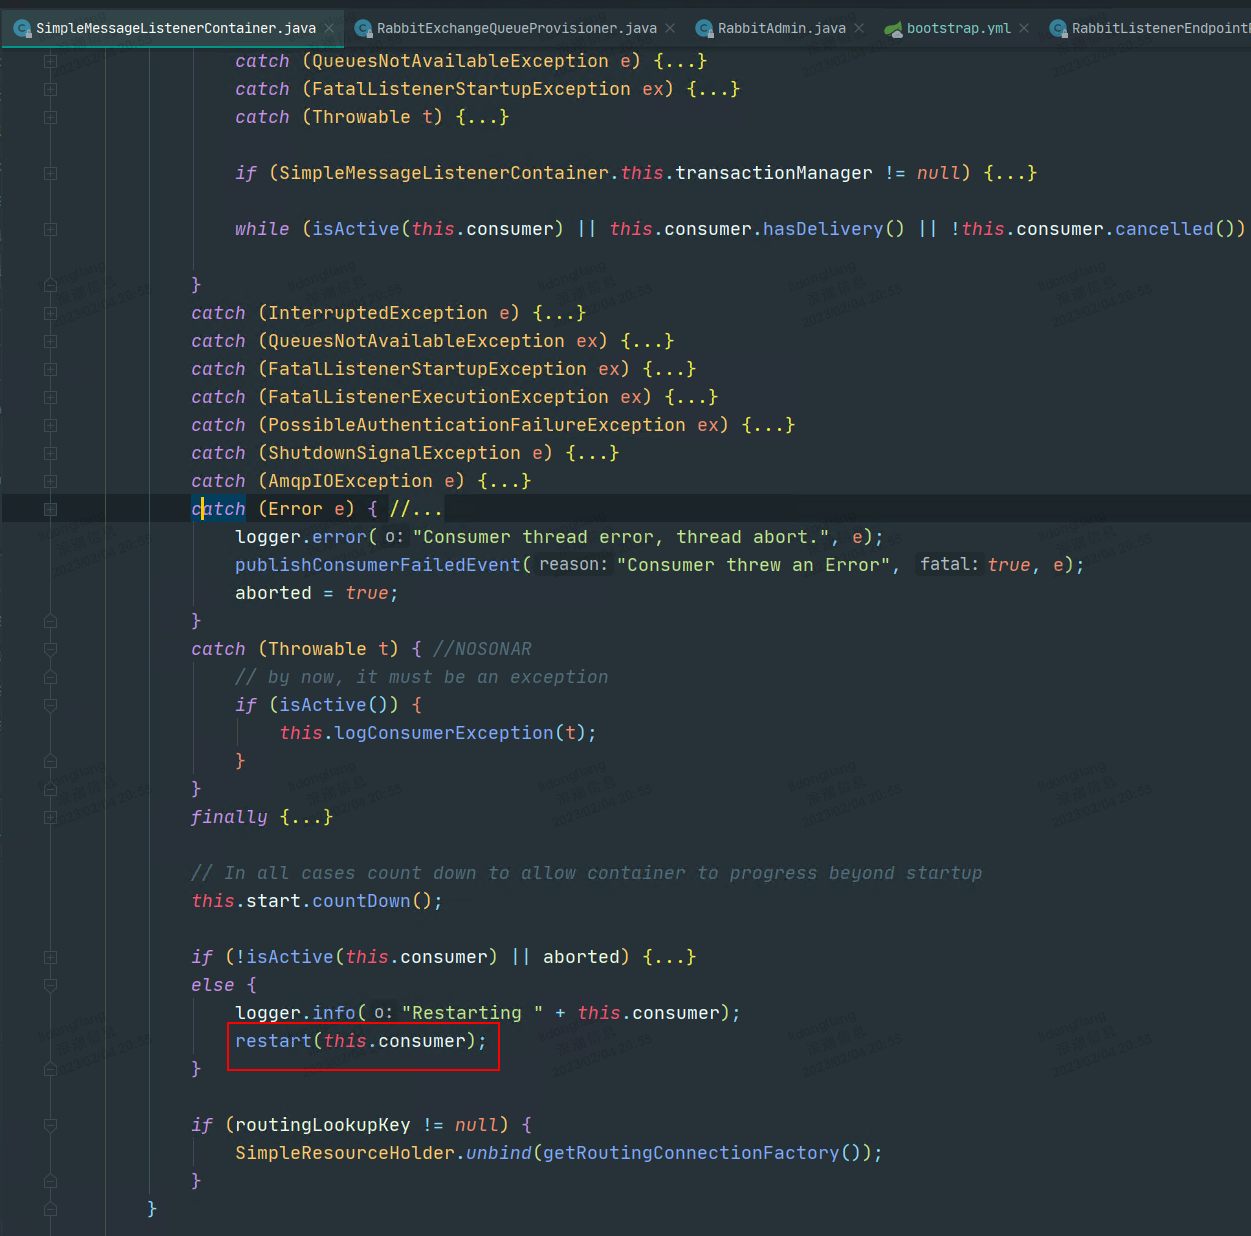 SimpleMessageListenerContainer.java RabbitExchangeQueueProvisioner.java RabbitAdmin.java bootstrap.yml RabbitListenerEndpoint
catch (QueuesNotAvailableException e) {...}
catch (FatalListenerStartupException ex) {...}
catch (Throwable t) {...}
if (SimpleMessageListenerContainer.this.transactionManager != null) {...}
while (isActive(this.consumer) || this.consumer.hasDelivery() || !this.consumer.cancelled())
}
catch (InterruptedException e) {...}
catch (QueuesNotAvailableException ex) {...}
catch (FatalListenerStartupException ex) {...}
catch (FatalListenerExecutionException ex) {...}
catch (PossibleAuthenticationFailureException ex) {...}
catch (ShutdownSignalException e) {...}
catch (AmqpIOException e) {...}
catch (Error e) { //...
logger.error( o: "Consumer thread error, thread abort.", e);
publishConsumerFailedEvent( reason: "Consumer threw an Error", fatal: true, e);
aborted = true;
}
catch (Throwable t) { //NOSONAR
// by now, it must be an exception
if (isActive()) {
this.logConsumerException(t);
}
}
finally {...}
// In all cases count down to allow container to progress beyond startup
this.start.countDown();
if (!isActive(this.consumer) || aborted) {...}
else {
logger.info( o: "Restarting " + this.consumer);
restart(this.consumer);
}
if (routingLookupKey != null) {
SimpleResourceHolder.unbind(getRoutingConnectionFactory());
}
}